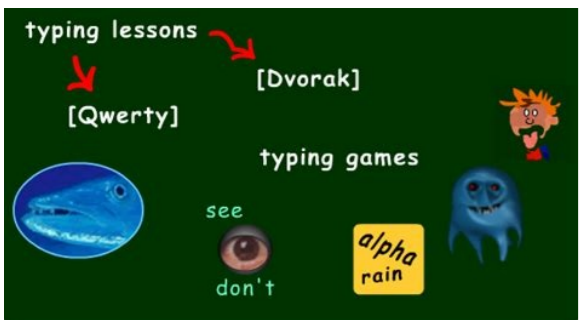 typing lessons
[Dvorak]
[Qwerty]
typing games
see
don't
alpha
rain